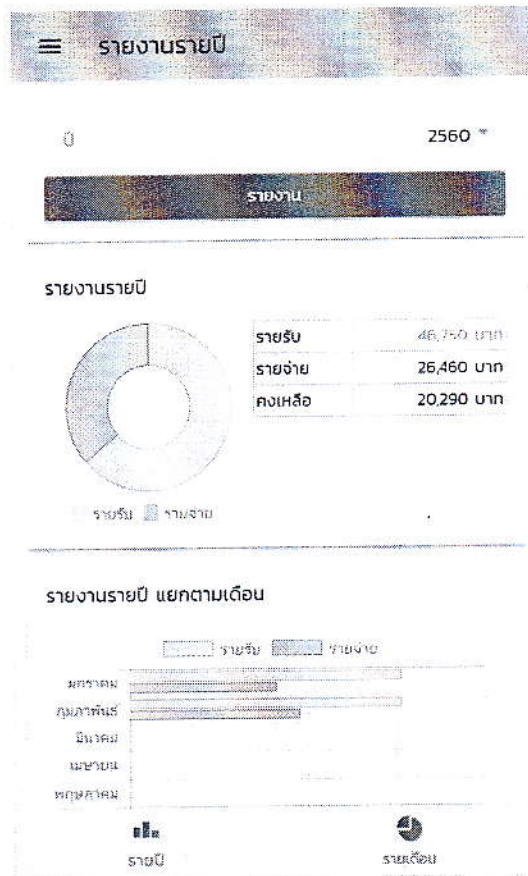 รายงานรายปี
ปี 2560
รายงาน
รายงานรายปี
รายรับ 46,750 บาท
รายจ่าย 26,460 บาท
คงเหลือ 20,290 บาท
รายรับ รายจ่าย
รายงานรายปี แยกตามเดือน
รายรับ รายจ่าย
มกราคม
กุมภาพันธ์
มีนาคม
เมษายน
พฤษภาคม
รายปี รายเดือน